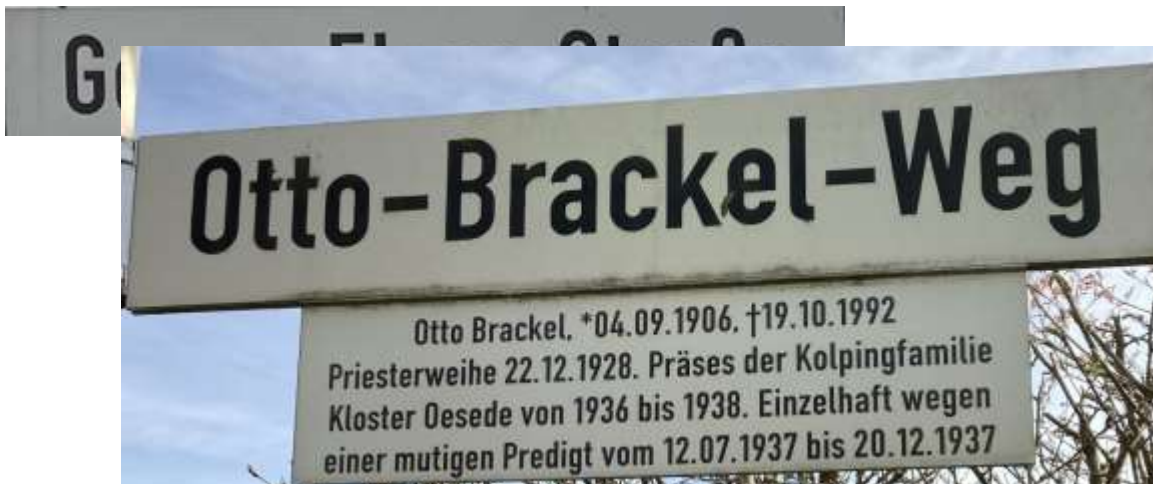 Otto-Brackel-Weg
Otto Brackel, *04.09.1906, †19.10.1992
Priesterweihe 22.12.1928. Präses der Kolpingfamilie
Kloster Oesede von 1936 bis 1938. Einzelhaft wegen
einer mutigen Predigt vom 12.07.1937 bis 20.12.1937